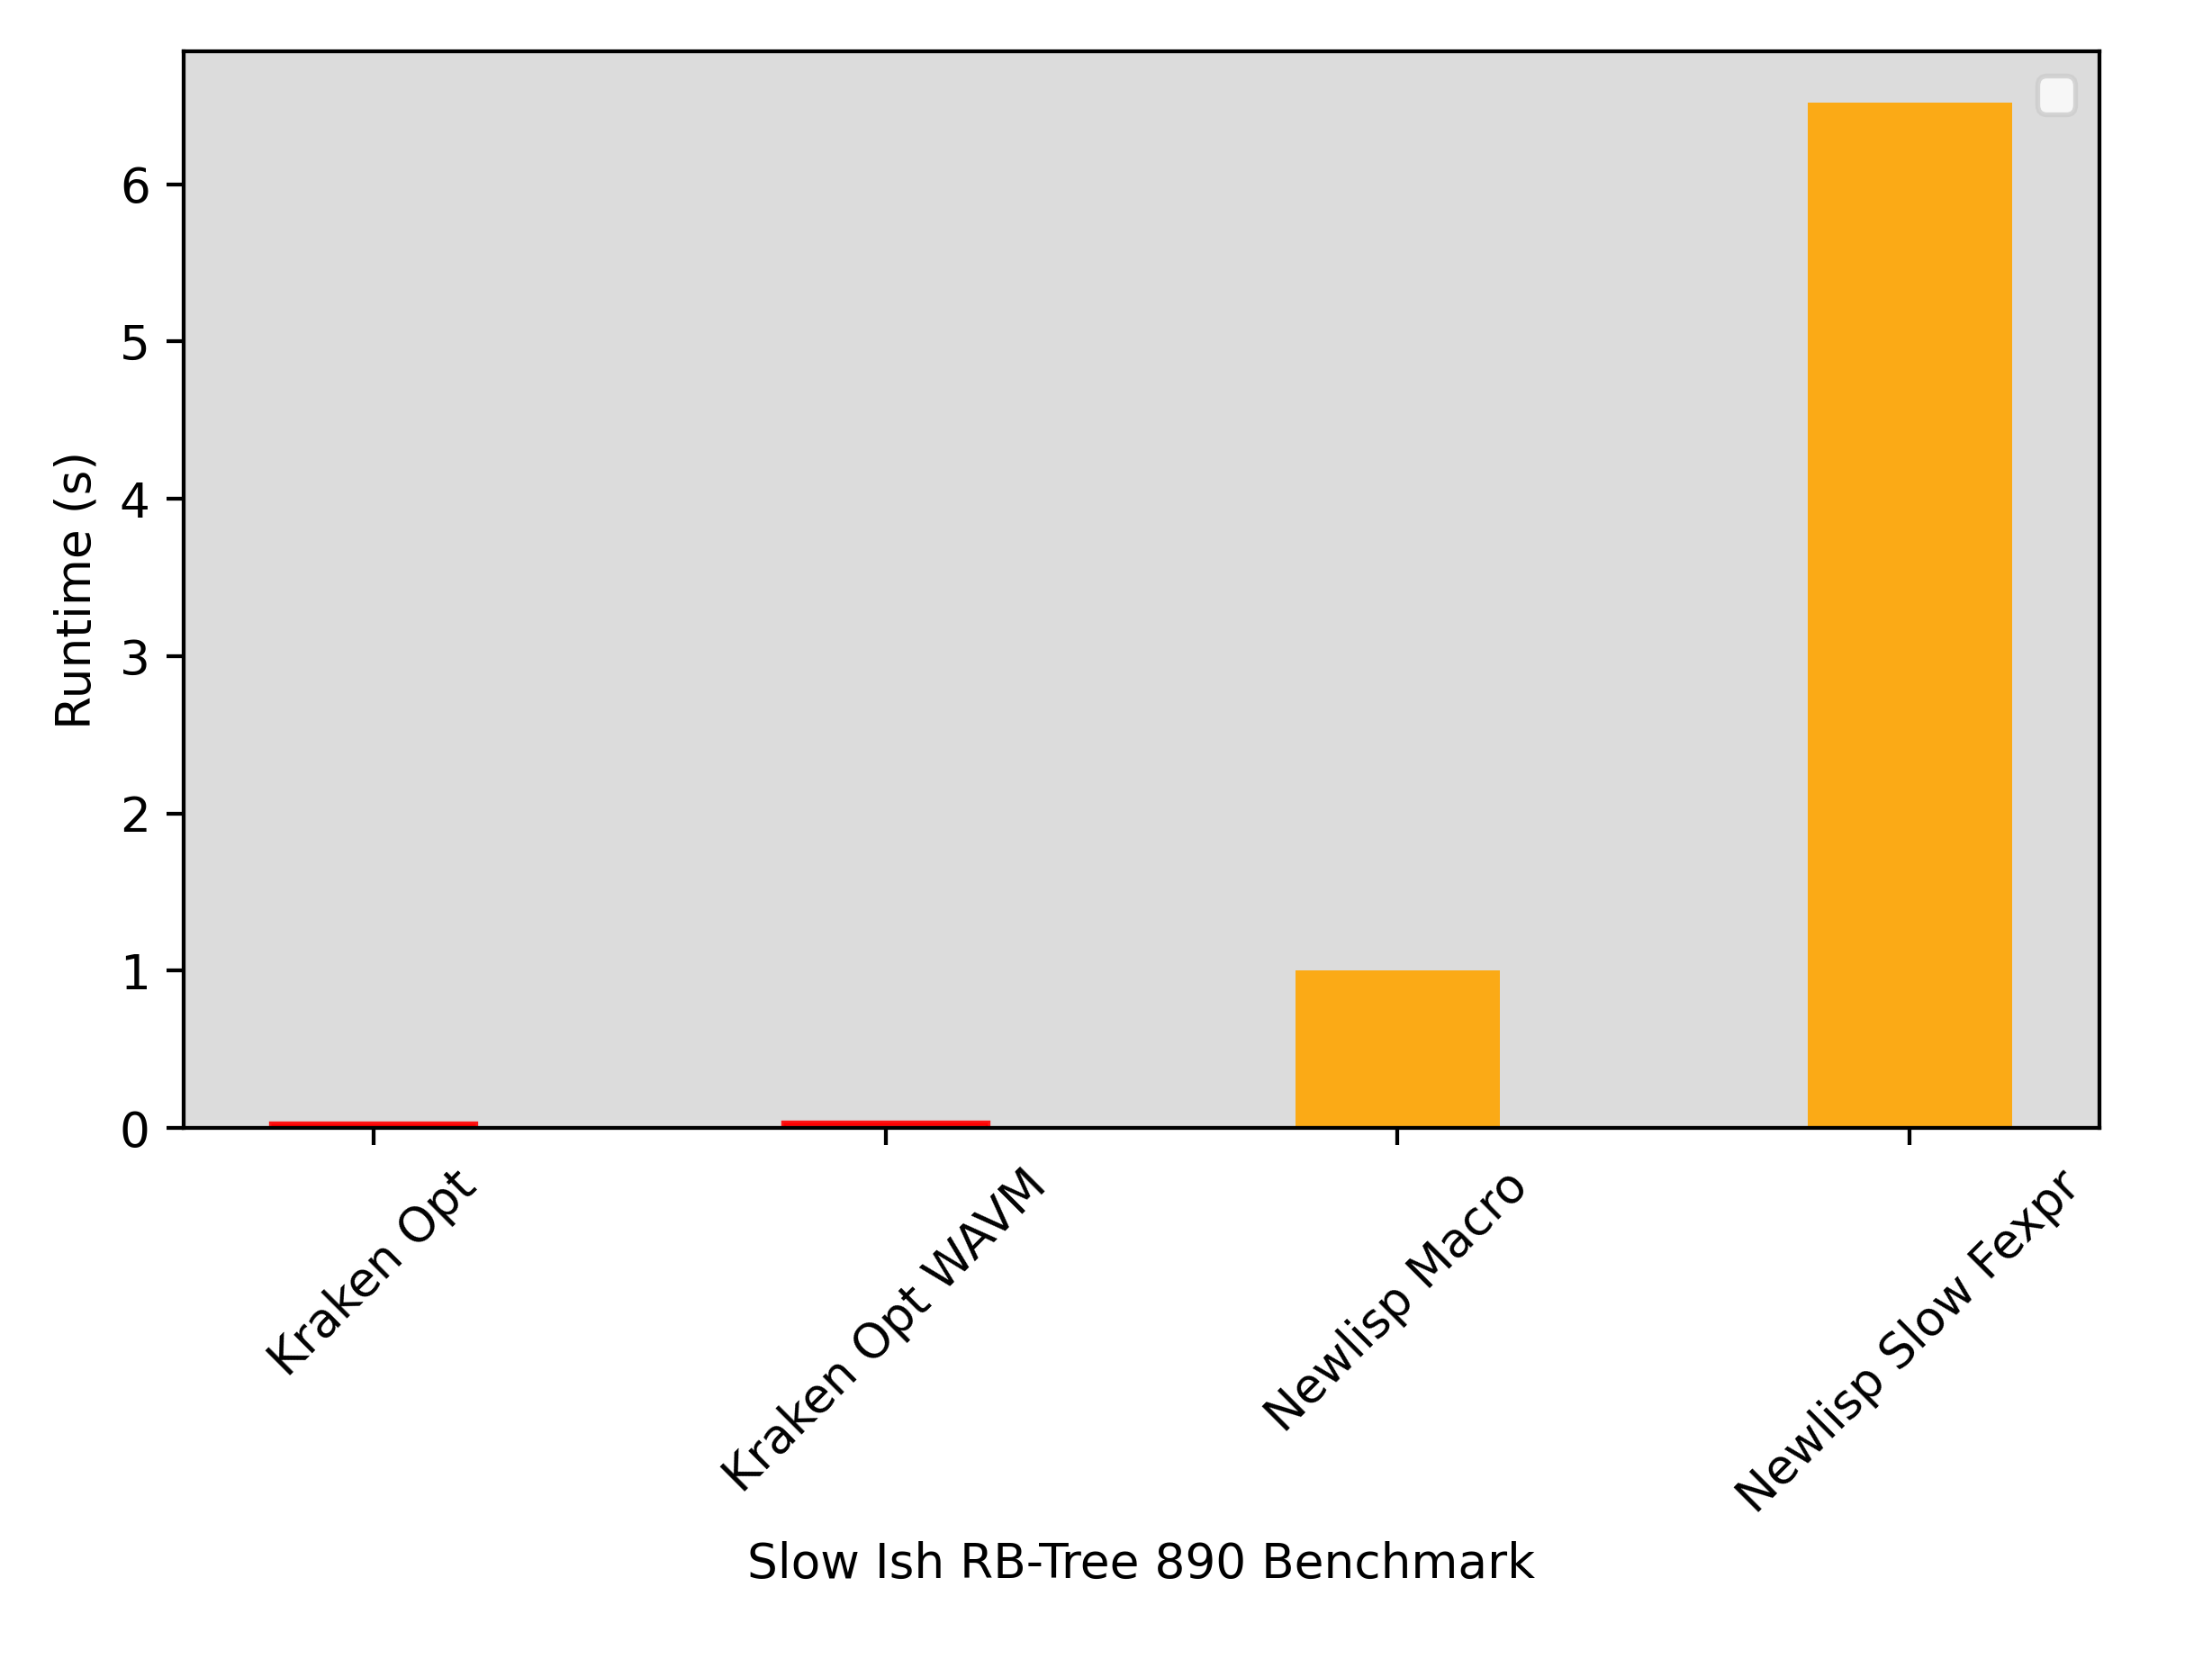 Runtime (s)
6
5
4
3
2
1
0
Kraken Opt
Kraken Opt WAVM
Newlisp Macro
Newlisp Slow Fexpr
Slow Ish RB-Tree 890 Benchmark